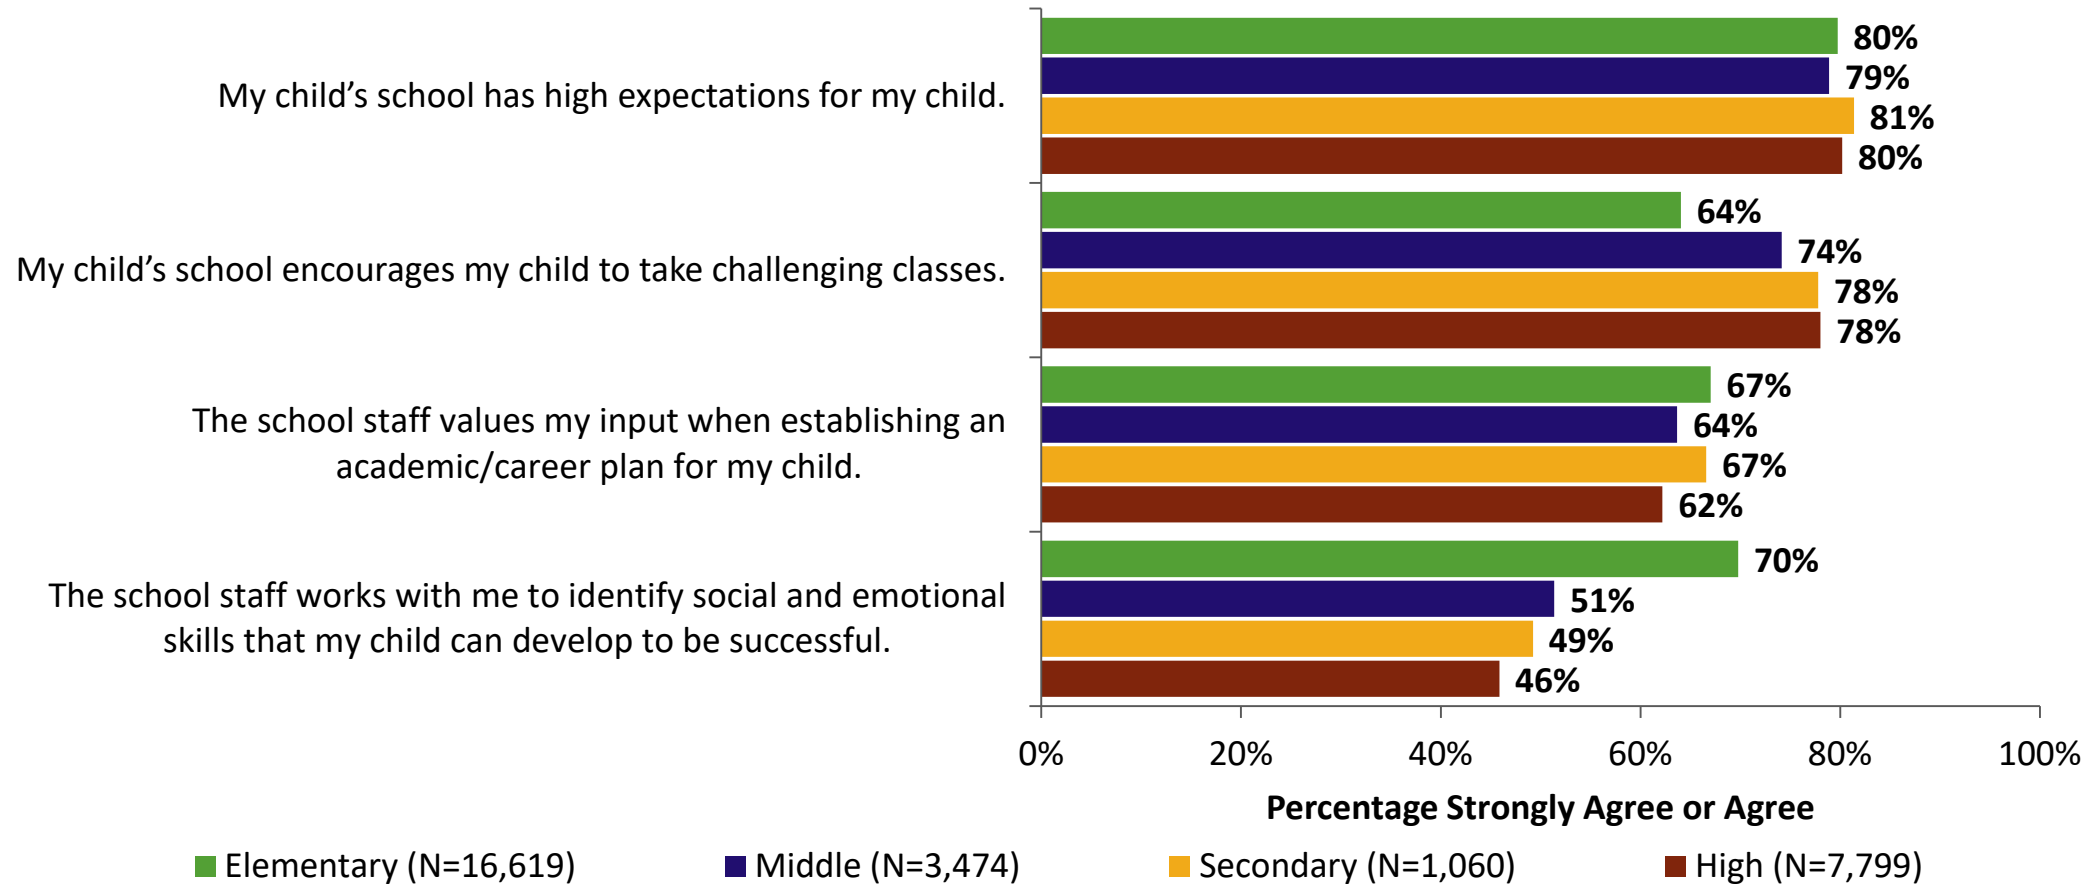 80%
79%
My child’s school has high expectations for my child.
81%
80%
64%
74%
My child’s school encourages my child to take challenging classes.
78%
78%
67%
The school staff values my input when establishing an
64%
academic/career plan for my child.
67%
62%
70%
The school staff works with me to identify social and emotional
51%
skills that my child can develop to be successful.
49%
46%
0% 20% 40% 60% 80% 100%
Percentage Strongly Agree or Agree
Elementary (N=16,619) Middle (N=3,474) Secondary (N=1,060) High (N=7,799)